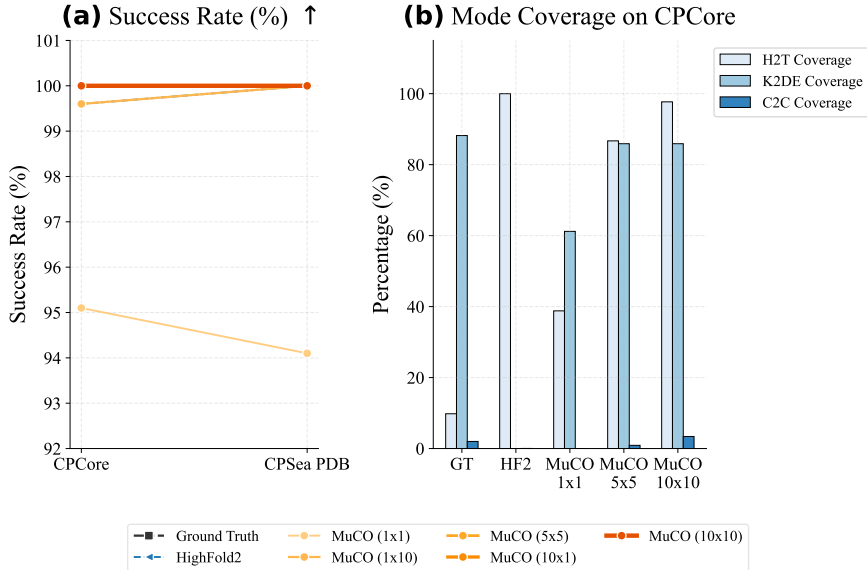 (a) Success Rate (%) ↑
Success Rate (%)
101
100
99
98
97
96
95
94
93
92
CPCore
CPSea PDB
(b) Mode Coverage on CPCore
Percentage (%)
100
80
60
40
20
0
GT
HF2
MuCO
1x1
MuCO
5x5
MuCO
10x10
H2T Coverage
K2DE Coverage
C2C Coverage
Ground Truth
HighFold2
MuCO (1x1)
MuCO (1x10)
MuCO (5x5)
MuCO (10x1)
MuCO (10x10)